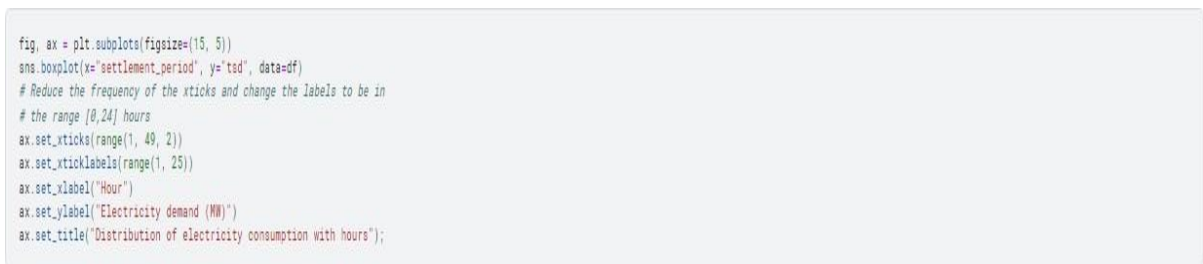 fig, ax = plt.subplots(figsize=(15, 5))
sns.boxplot(x="settlement_period", y="tsd", data=df)
# Reduce the frequency of the xticks and change the labels to be in
# the range [0,24] hours
ax.set_xticks(range(1, 49, 2))
ax.set_xticklabels(range(1, 25))
ax.set_xlabel("Hour")
ax.set_ylabel("Electricity demand (MW)")
ax.set_title("Distribution of electricity consumption with hours");